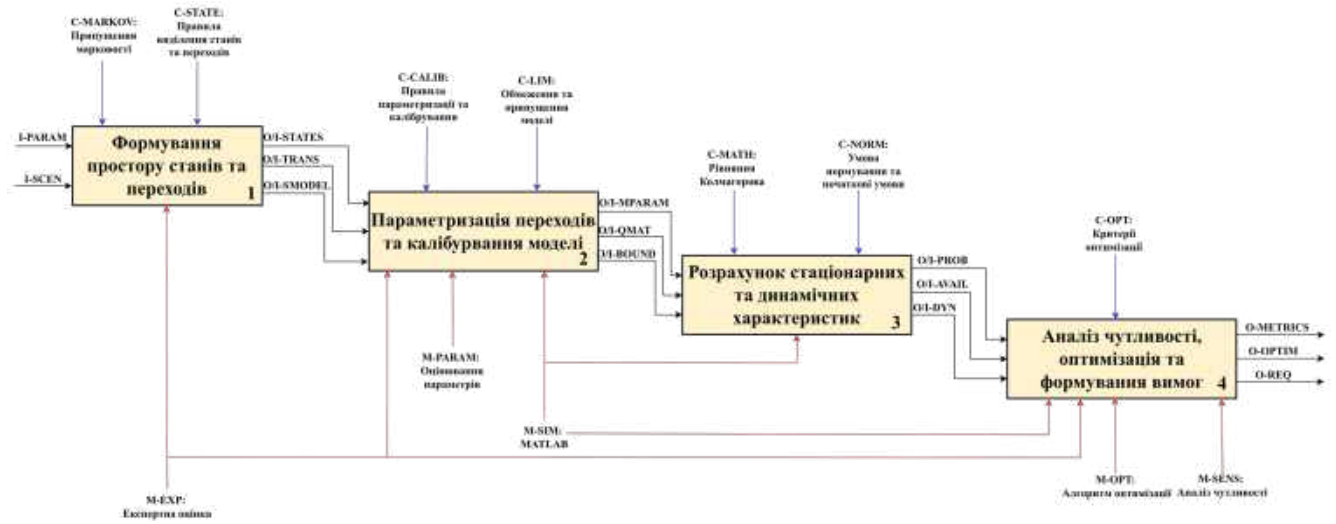 C-MARKOV:
Припущення
марковості
C-STATE:
Правила
виділення станів
та переходів
I-PARAM
I-SCEN
Формування
простору станів та
переходів
1
O/I-STATES
O/I-TRANS
O/I-SMODEL
C-CALIB:
Правила
параметризації та
калібрування
C-LIM:
Обмеження та
припущення
моделі
Параметризація переходів
та калібурвання моделі
2
O/I-MPARAM
O/I-QMAT
O/I-BOUND
C-MATH:
Рівняння
Колмагорова
C-NORM:
Умова
нормування та
початкові умови
Розрахунок стаціонарних
та динамічних
характеристик
3
O/I-PROB
O/I-AVAIL
O/I-DYN
C-OPT:
Критерії
оптимізації
Аналіз чутливості,
оптимізація та
формування вимог
4
O-METRICS
O-OPTIM
O-REQ
M-PARAM:
Оцінювання
параметрів
M-SIM:
MATLAB
M-EXP:
Експертна оцінка
M-OPT:
Алгоритм оптимізації
M-SENS:
Аналіз чутливості